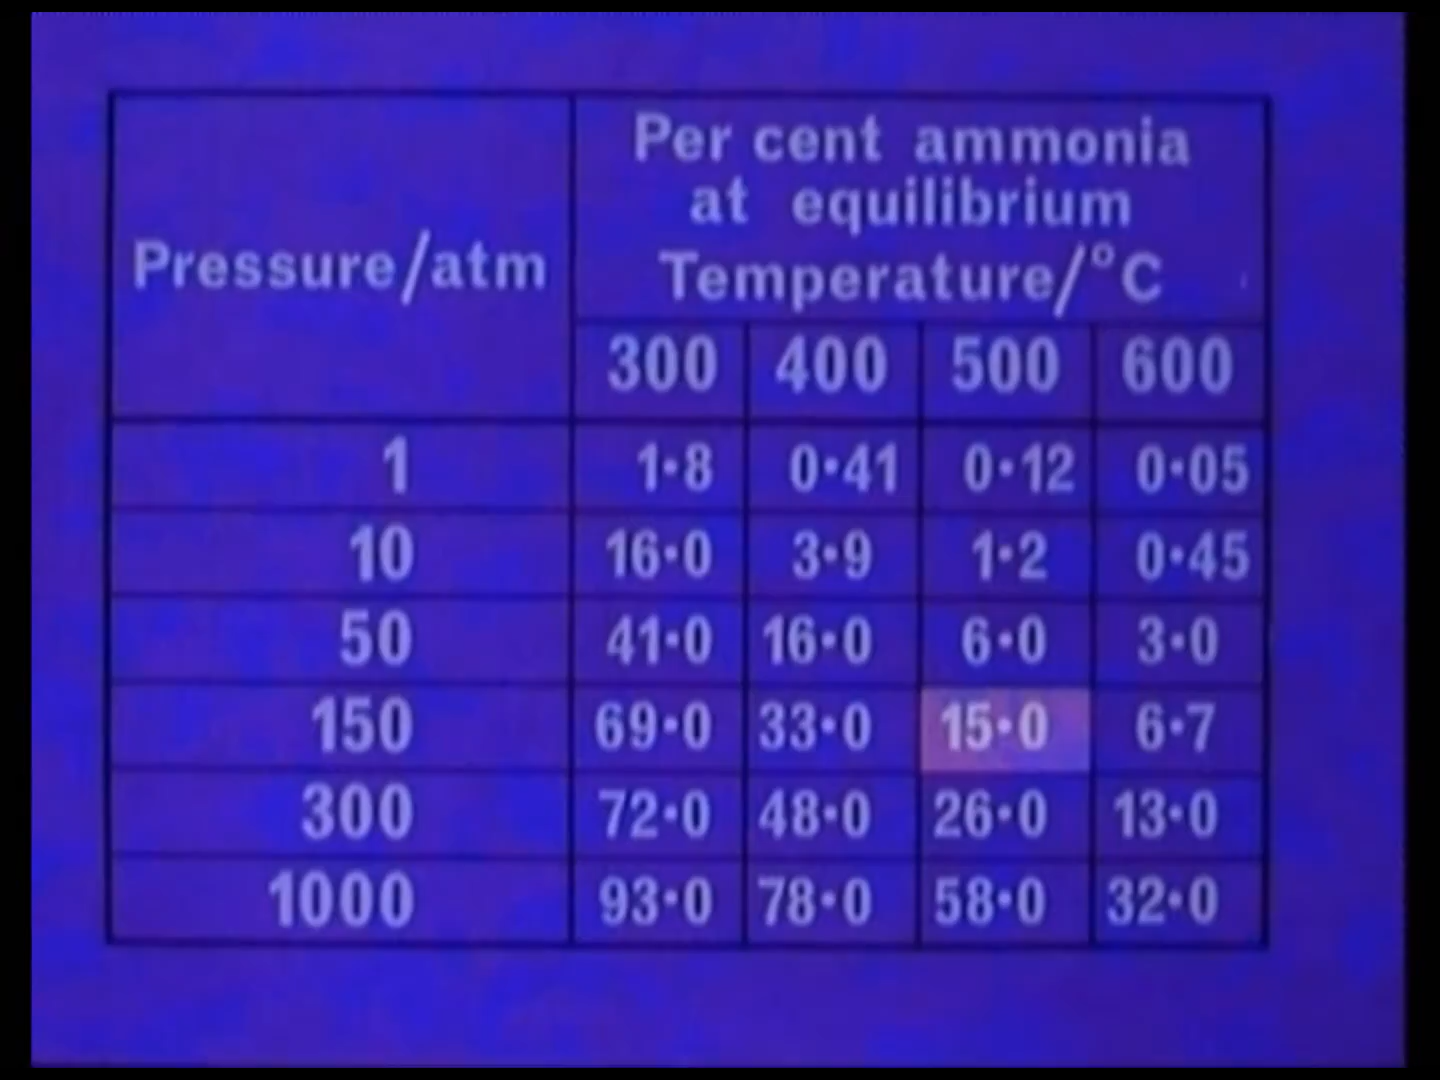 Per cent ammonia
at equilibrium
Pressure/atm
Temperature/°C
300 400 500 600
1 1·8 0·41 0·12 0·05
10 16·0 3·9 1·2 0·45
50 41·0 16·0 6·0 3·0
150 69·0 33·0 15·0 6·7
300 72·0 48·0 26·0 13·0
1000 93·0 78·0 58·0 32·0